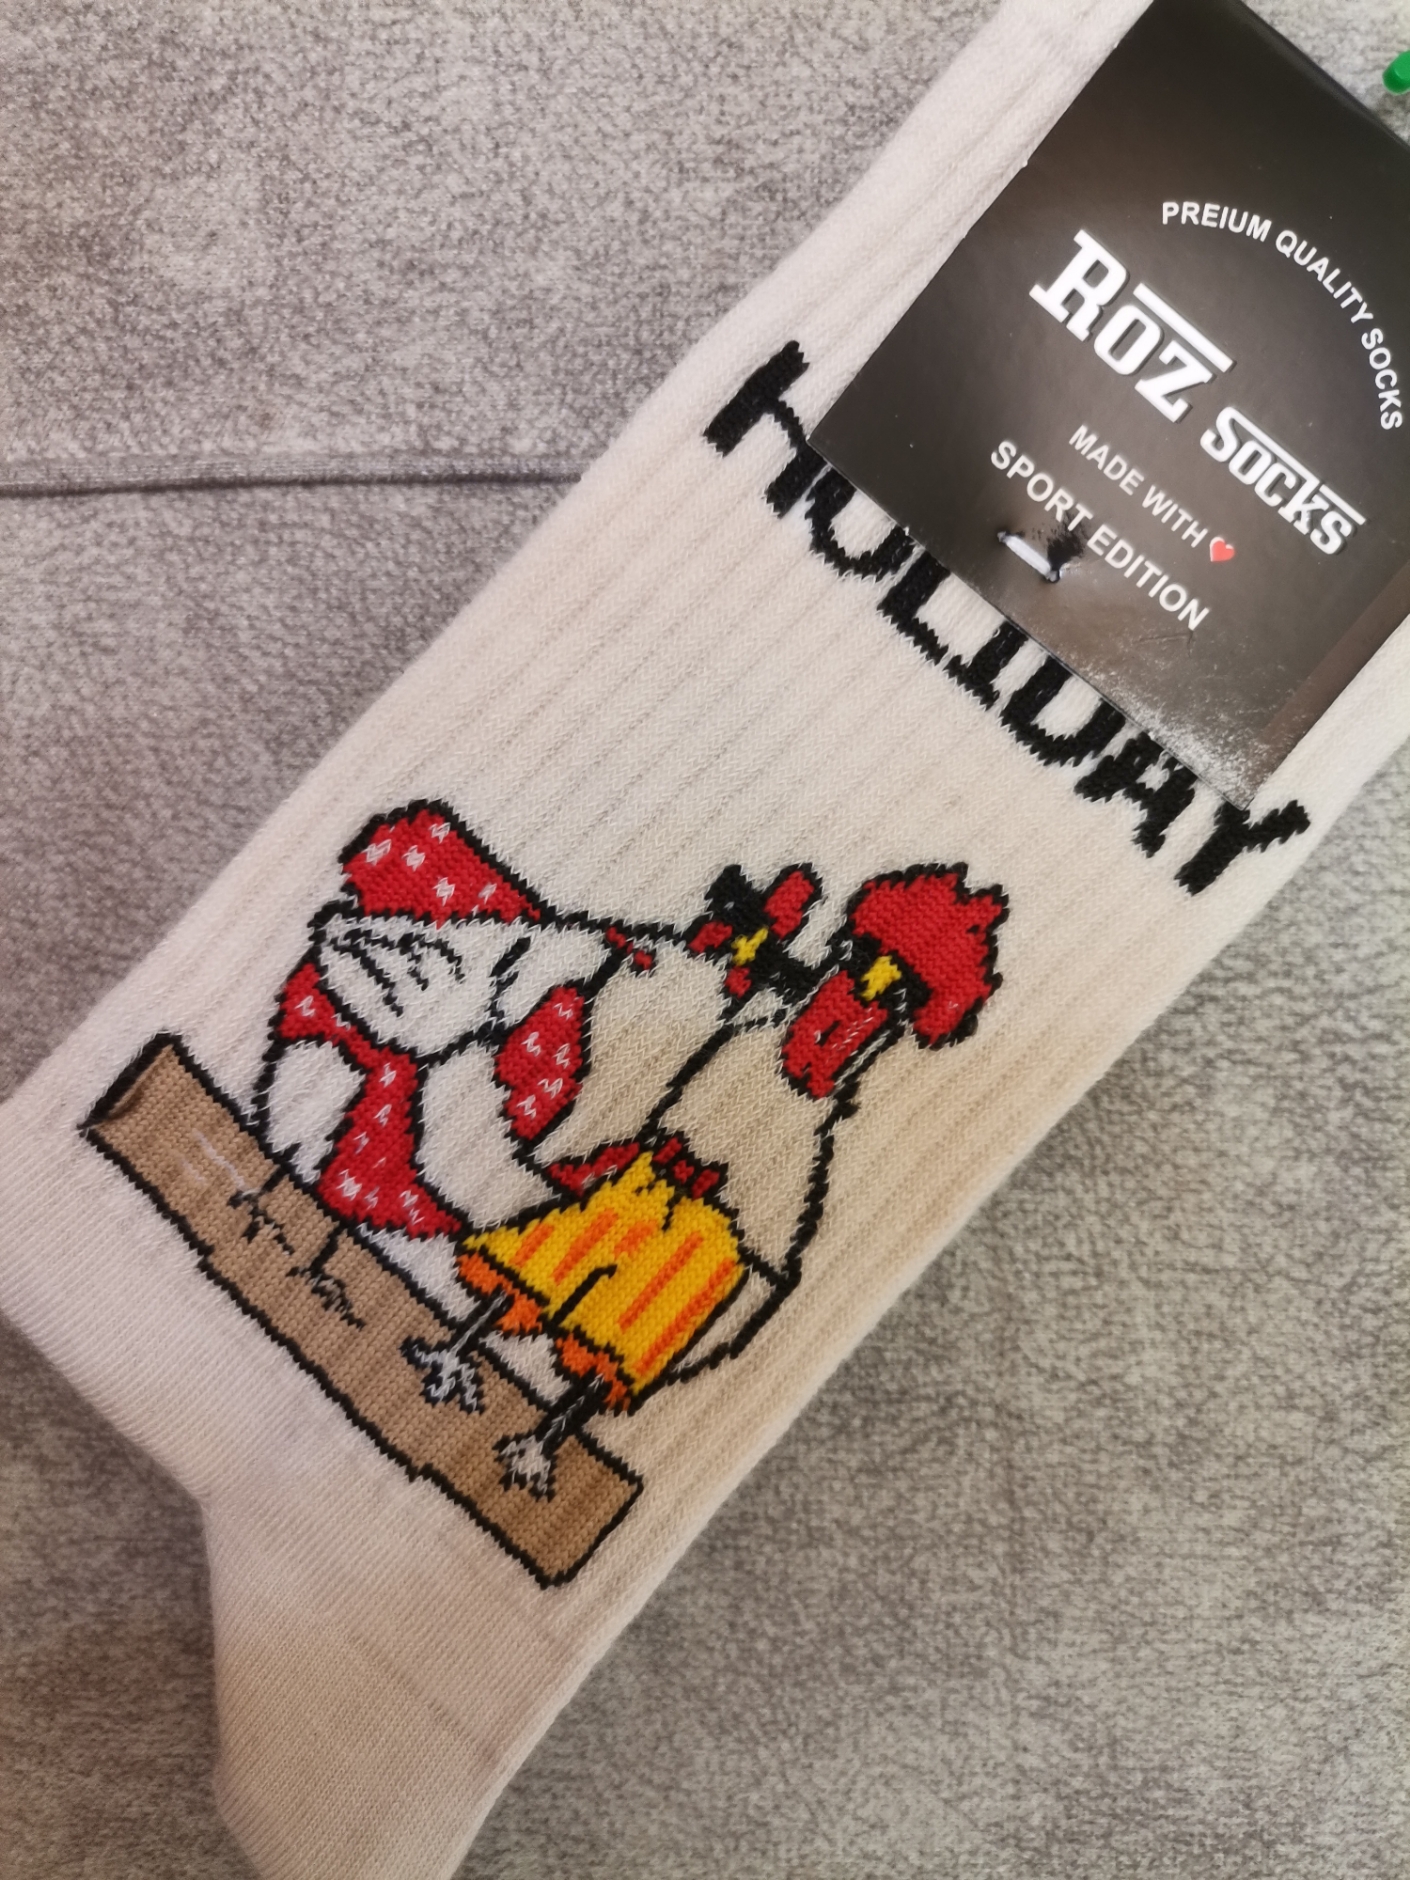 PREIUM QUALITY SOCKS
ROZ SOCKS
MADE WITH
SPORT EDITION
HOLIDAY